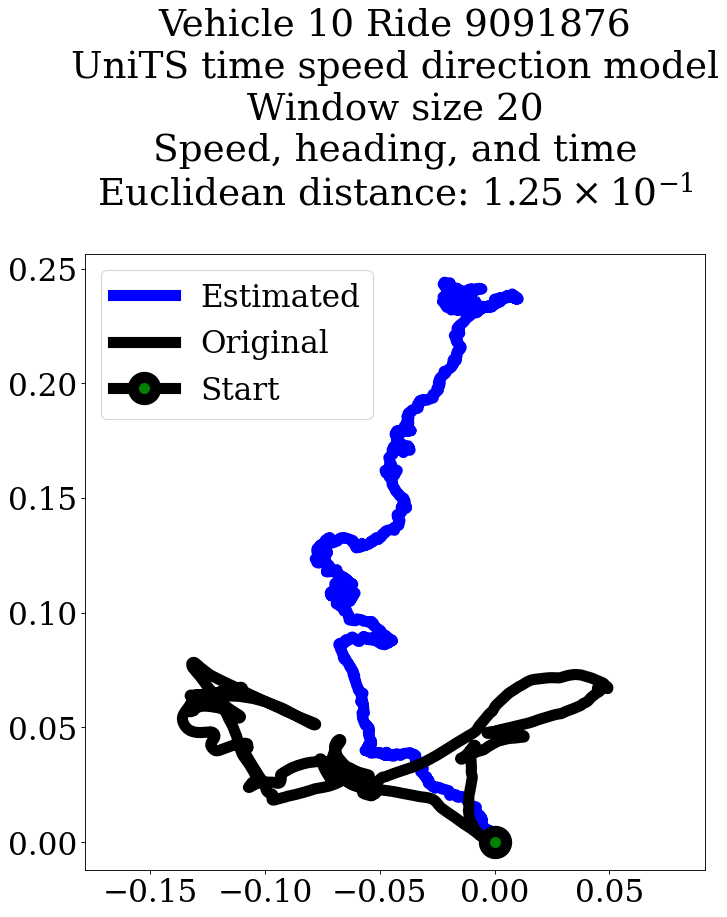 Vehicle 10 Ride 9091876
UniTS time speed direction model
Window size 20
Speed, heading, and time
Euclidean distance: 1.25 × 10⁻¹
0.25
0.20
0.15
0.10
0.05
0.00
Estimated
Original
Start
−0.15 −0.10 −0.05 0.00 0.05